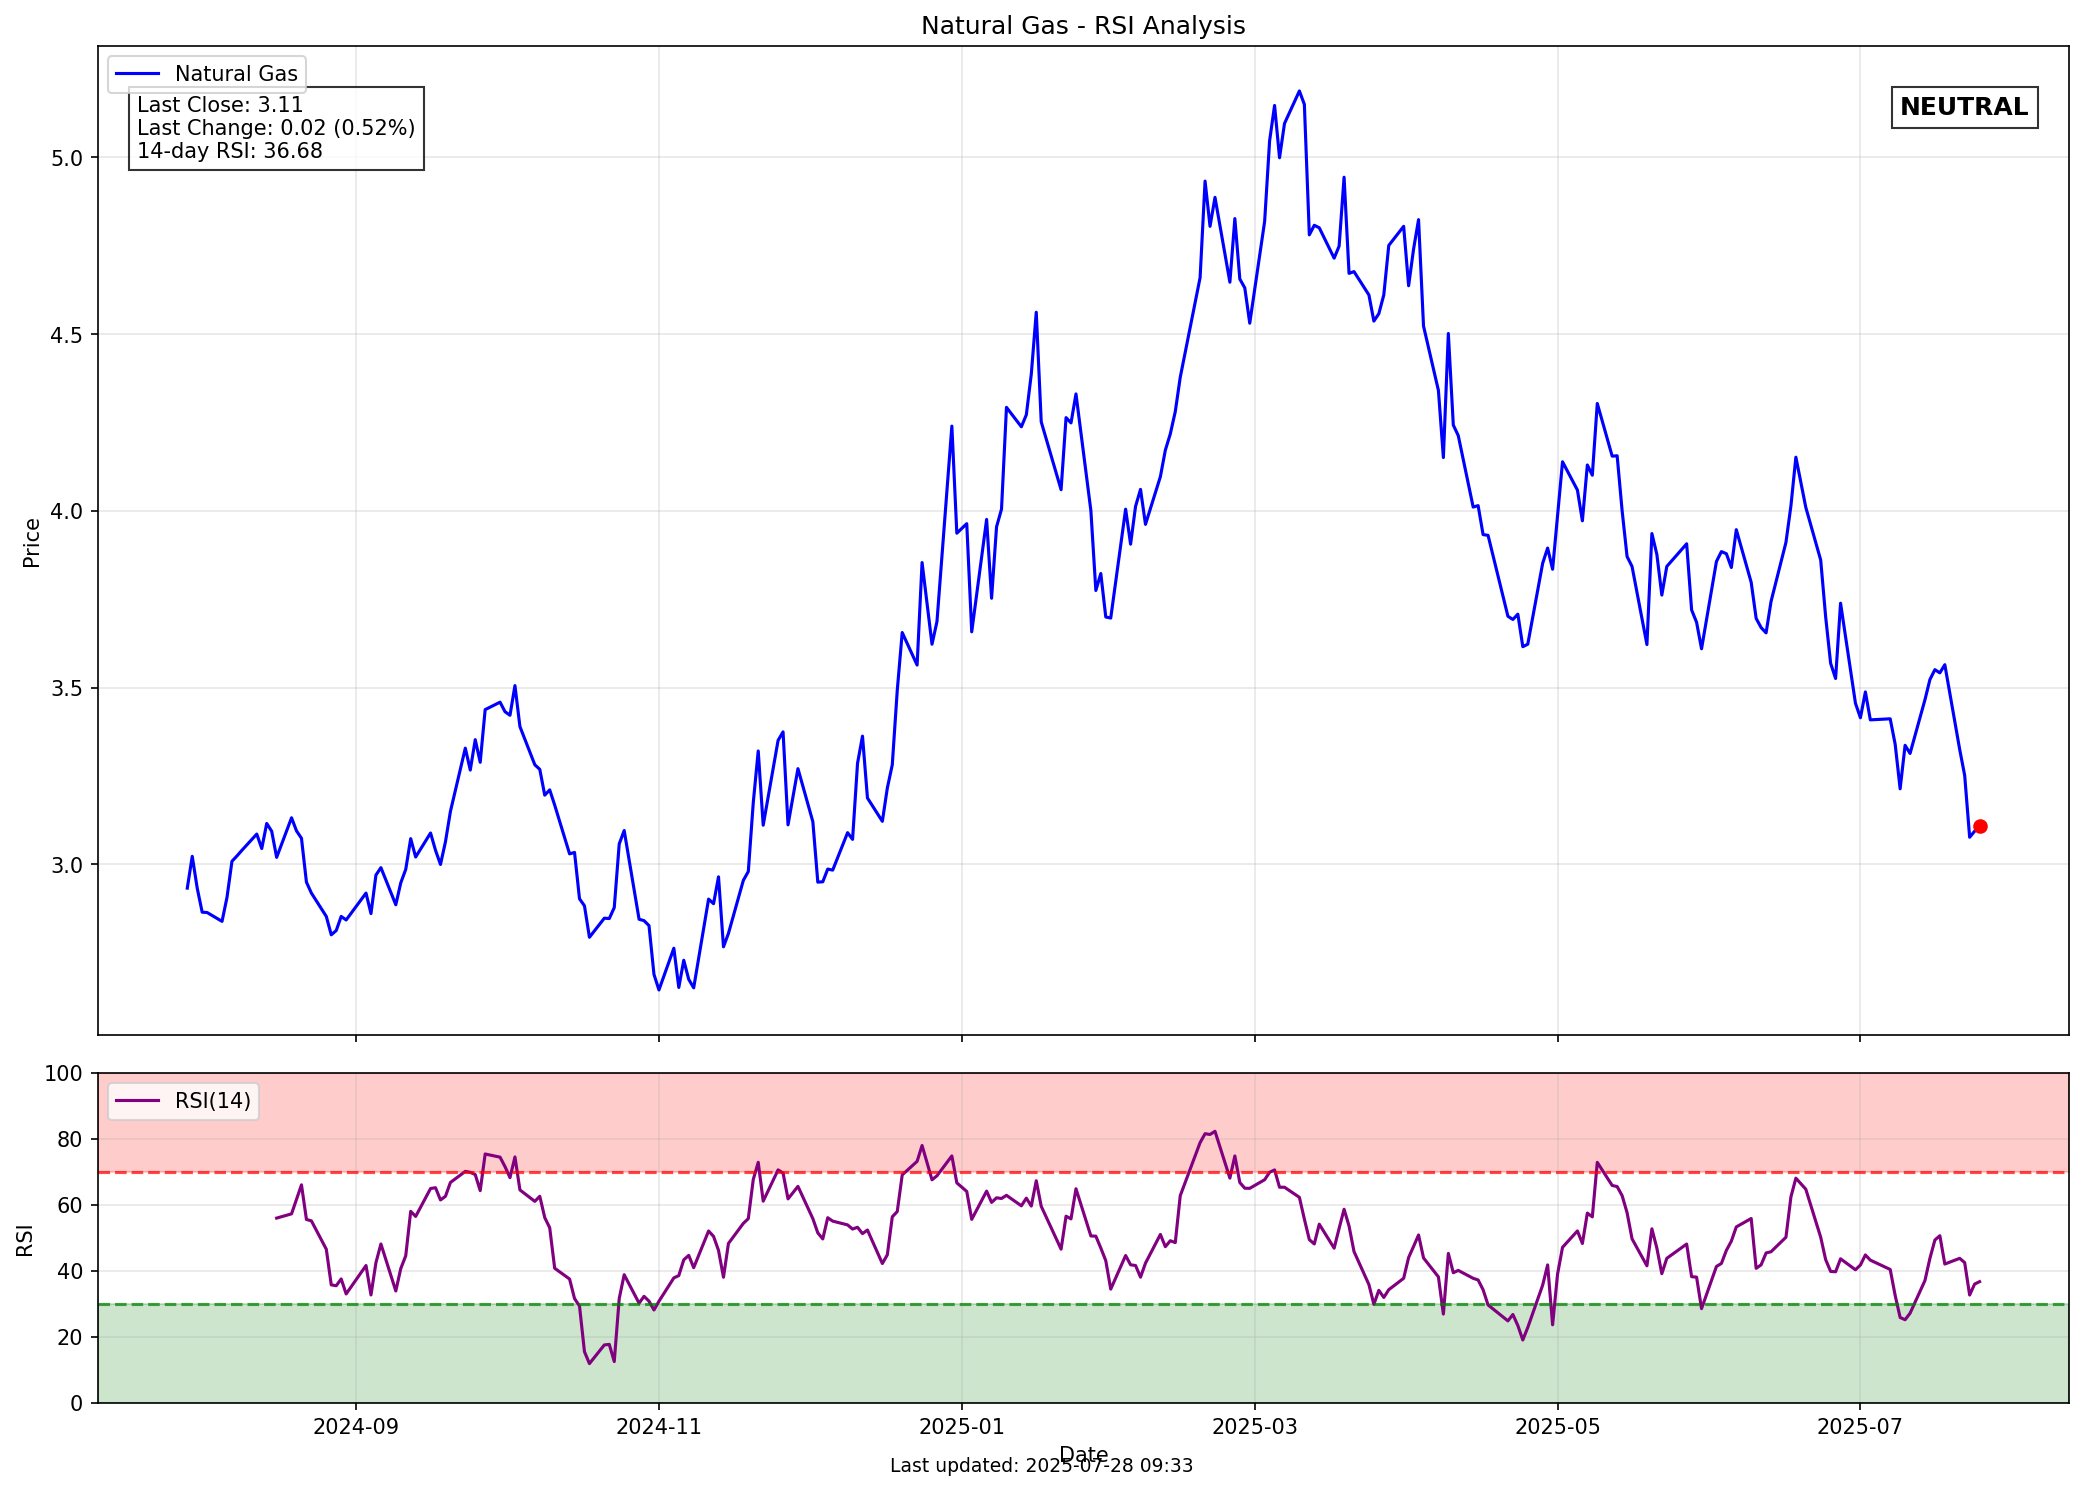 Natural Gas - RSI Analysis
Natural Gas
Last Close: 3.11
Last Change: 0.02 (0.52%)
14-day RSI: 36.68
NEUTRAL
Price
5.0
4.5
4.0
3.5
3.0
RSI(14)
RSI
100
80
60
40
20
0
2024-09
2024-11
2025-01
2025-03
2025-05
2025-07
Date
Last updated: 2025-07-28 09:33